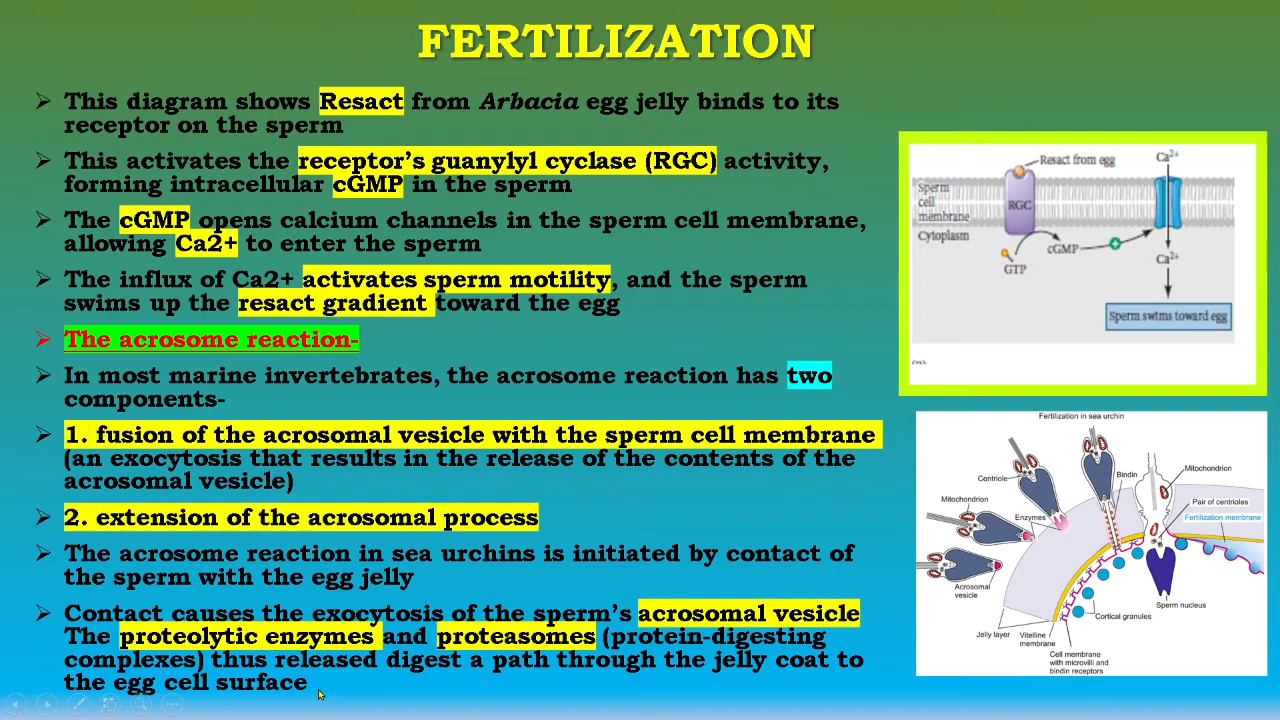 FERTILIZATION
This diagram shows Resact from Arbacia egg jelly binds to its
receptor on the sperm
This activates the receptor's guanylyl cyclase (RGC) activity,
forming intracellular cGMP in the sperm
The cGMP opens calcium channels in the sperm cell membrane,
allowing Ca2+ to enter the sperm
The influx of Ca2+ activates sperm motility, and the sperm
swims up the resact gradient toward the egg
The acrosome reaction-
In most marine invertebrates, the acrosome reaction has two
components-
1. fusion of the acrosomal vesicle with the sperm cell membrane
(an exocytosis that results in the release of the contents of the
acrosomal vesicle)
2. extension of the acrosomal process
The acrosome reaction in sea urchins is initiated by contact of
the sperm with the egg jelly
Contact causes the exocytosis of the sperm's acrosomal vesicle
The proteolytic enzymes and proteasomes (protein-digesting
complexes) thus released digest a path through the jelly coat to
the egg cell surface
Resact from egg
Ca2+
Sperm
cell
membrane
RGC
Cytoplasm
cGMP
+
GTP
Ca2+
Sperm swims toward egg
Fertilization in sea urchin
Centriole
Bindin
Mitochondrion
Mitochondrion
Pair of centrioles
Enzymes
Fertilization membrane
Acrosomal
vesicle
Sperm nucleus
Cortical granules
Jelly layer
Vitelline
membrane
Cell membrane
with microvilli and
bindin receptors